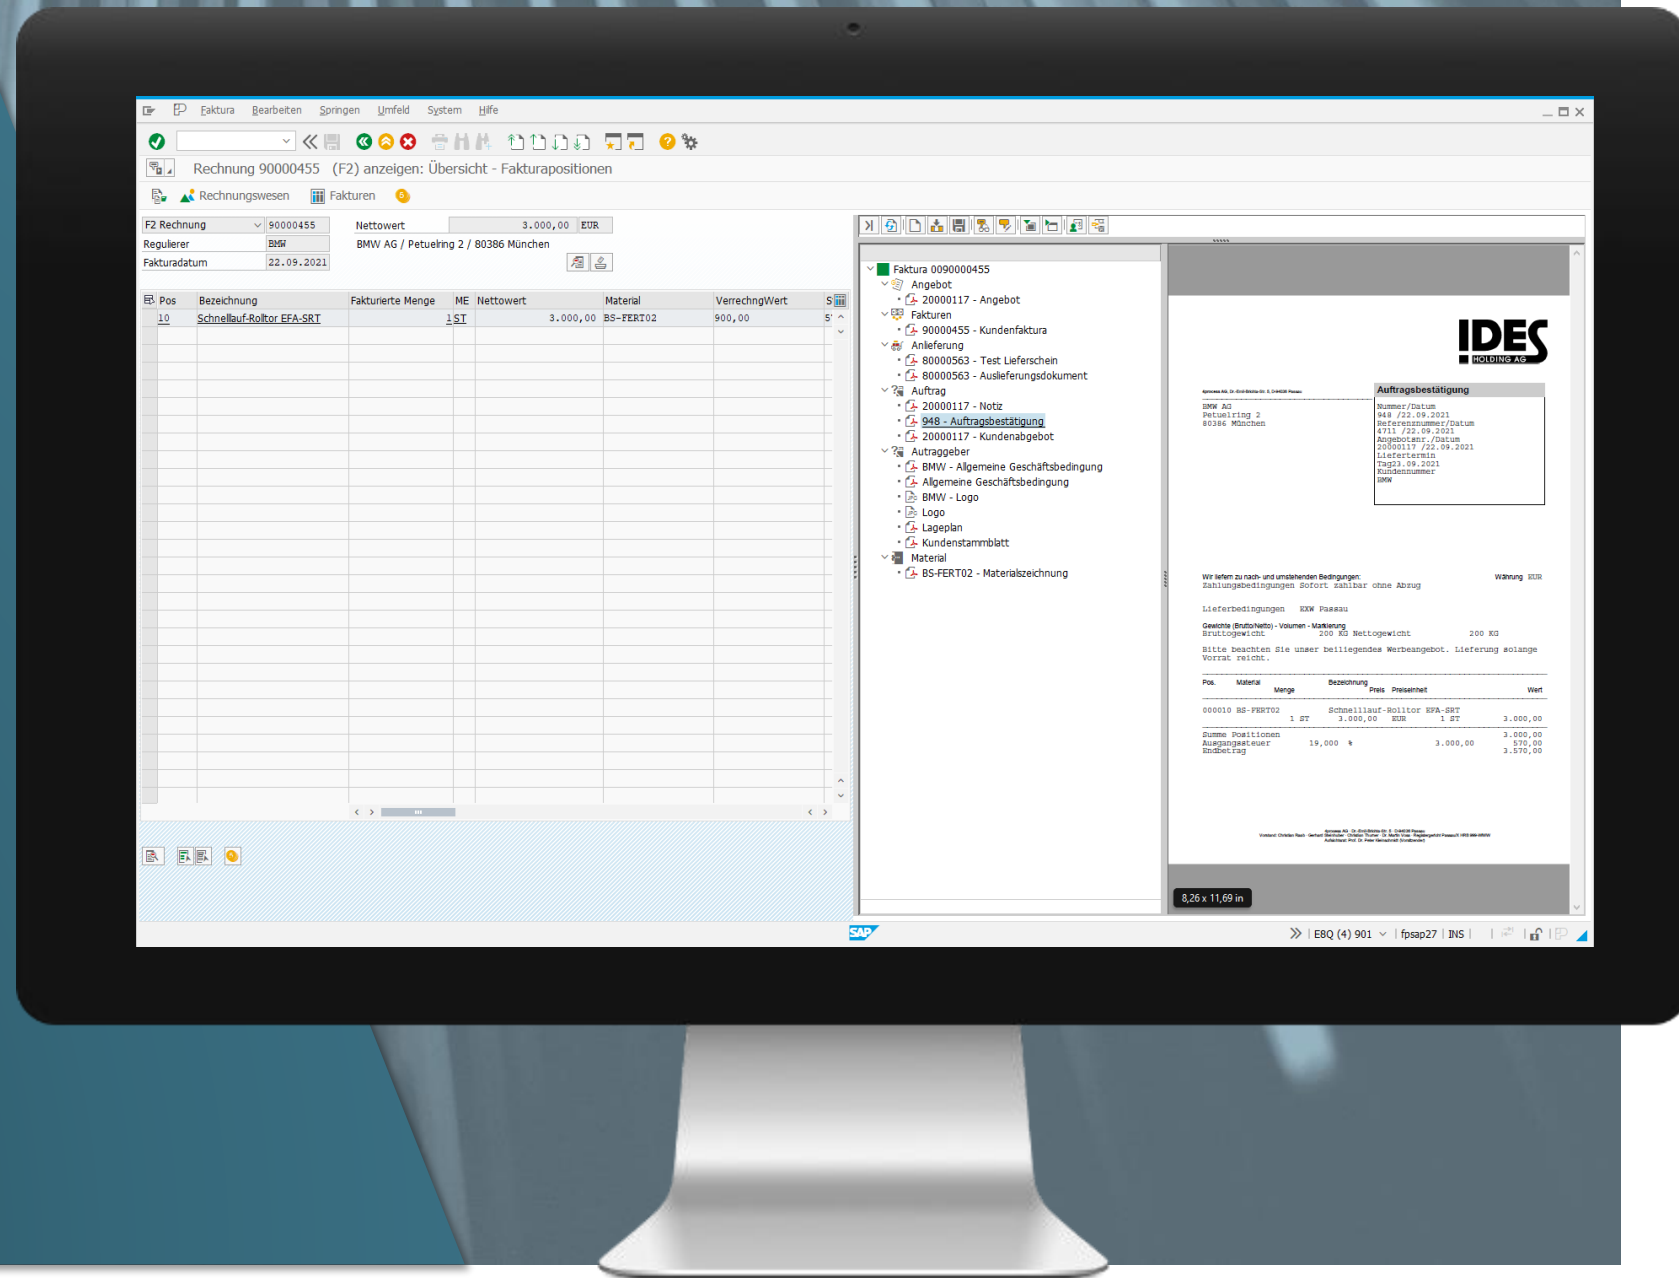 Faktura Bearbeiten Springen Umfeld System Hilfe
Rechnung 90000455 (F2) anzeigen: Übersicht - Fakturapositionen
Rechnungswesen Fakturen
F2 Rechnung 90000455 Nettowert 3.000,00 EUR
Regulierer BMW BMW AG / Petuelring 2 / 80386 München
Fakturadatum 22.09.2021
Pos Bezeichnung Fakturierte Menge ME Nettowert Material VerrechngWert S
10 Schnellauf-Rolltor EFA-SRT 1 ST 3.000,00 BS-FERT02 900,00
Faktura 0090000455
Angebot
20000117 - Angebot
Fakturen
90000455 - Kundenfaktura
Anlieferung
80000563 - Test Lieferschein
80000563 - Auslieferungsdokument
Auftrag
20000117 - Notiz
948 - Auftragsbestätigung
20000117 - Kundenabgebot
Autraggeber
BMW - Allgemeine Geschäftsbedingung
Allgemeine Geschäftsbedingung
BMW - Logo
Logo
Lageplan
Kundenstammblatt
Material
BS-FERT02 - Materialszeichnung
IDES
HOLDING AG
Auftragsbestätigung
BMW AG
Petuelring 2
80386 München
Nummer/Datum
948 /22.09.2021
Referenznummer/Datum
4711 /22.09.2021
Angebotsnr./Datum
20000117 /22.09.2021
Liefertermin
Tag23.09.2021
Kundennummer
BMW
Wir liefern zu nach- und umstehenden Bedingungen: Währung EUR
Zahlungsbedingungen Sofort zahlbar ohne Abzug
Lieferbedingungen EXW Passau
Gewichte (Brutto/Netto) - Volumen - Markierung
Bruttogewicht 200 KG Nettogewicht 200 KG
Bitte beachten Sie unser beiliegendes Werbeangebot. Lieferung solange
Vorrat reicht.
Pos. Material Bezeichnung
Menge Preis Preiseinheit Wert
000010 BS-FERT02 Schnelllauf-Rolltor EFA-SRT
1 ST 3.000,00 EUR 1 ST 3.000,00
Summe Positionen 3.000,00
Ausgangssteuer 19,000 % 3.000,00 570,00
Endbetrag 3.570,00
8,26 x 11,69 in
SAP
E8Q (4) 901 fpsap27 INS